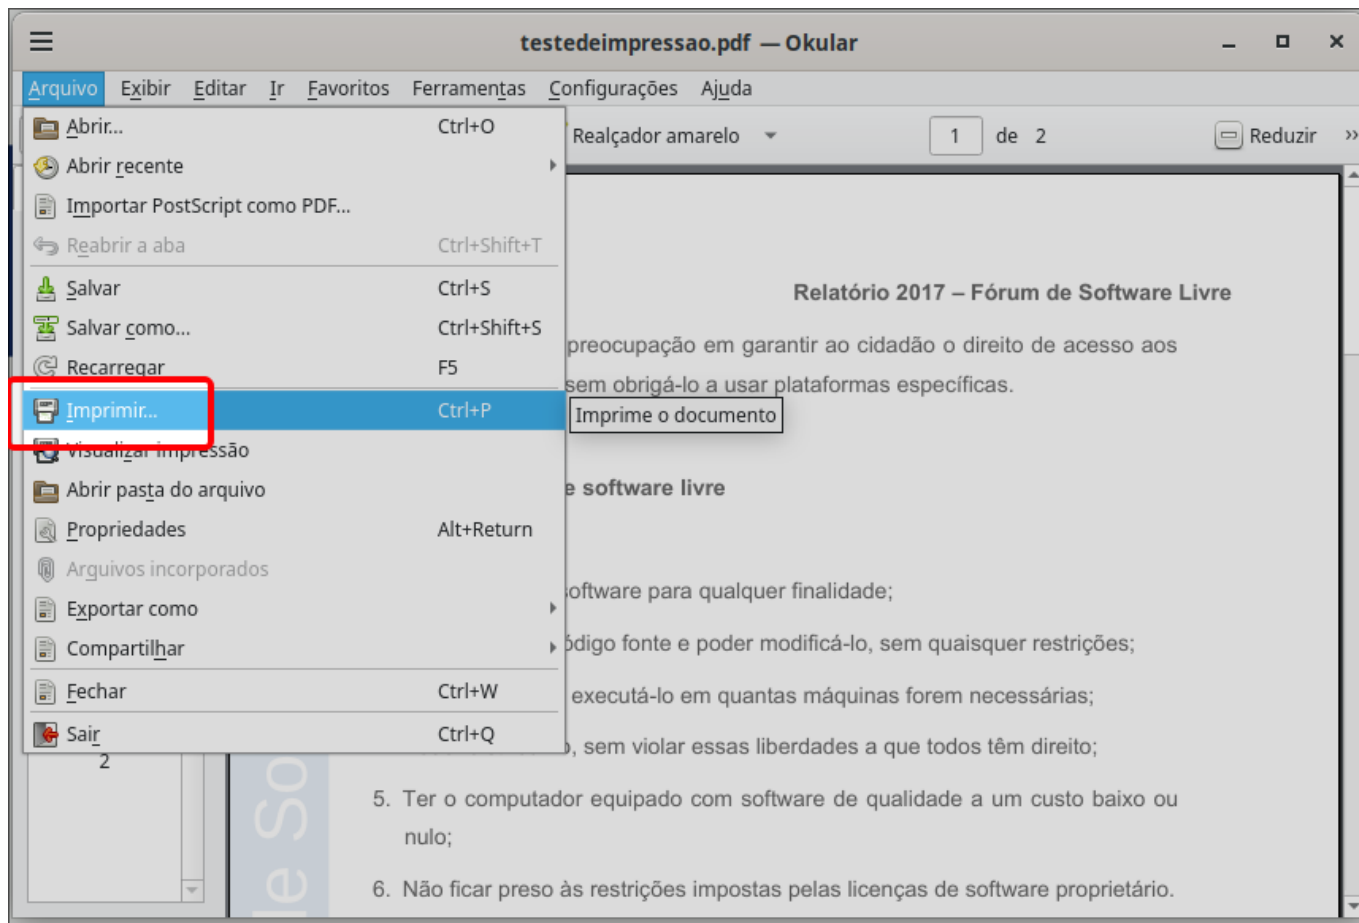 testedeimpressao.pdf — Okular
Arquivo Exibir Editar Ir Favoritos Ferramentas Configurações Ajuda
Realçador amarelo 1 de 2 Reduzir »
Abrir... Ctrl+O
Abrir recente
Importar PostScript como PDF...
Reabrir a aba Ctrl+Shift+T
Salvar Ctrl+S
Salvar como... Ctrl+Shift+S
Recarregar F5
Imprimir... Ctrl+P
Imprime o documento
Visualizar impressão
Abrir pasta do arquivo
Propriedades Alt+Return
Arquivos incorporados
Exportar como
Compartilhar
Fechar Ctrl+W
Sair Ctrl+Q
2
Relatório 2017 – Fórum de Software Livre
preocupação em garantir ao cidadão o direito de acesso aos
sem obrigá-lo a usar plataformas específicas.
e software livre
software para qualquer finalidade;
ódigo fonte e poder modificá-lo, sem quaisquer restrições;
executá-lo em quantas máquinas forem necessárias;
, sem violar essas liberdades a que todos têm direito;
5. Ter o computador equipado com software de qualidade a um custo baixo ou
nulo;
6. Não ficar preso às restrições impostas pelas licenças de software proprietário.
de So